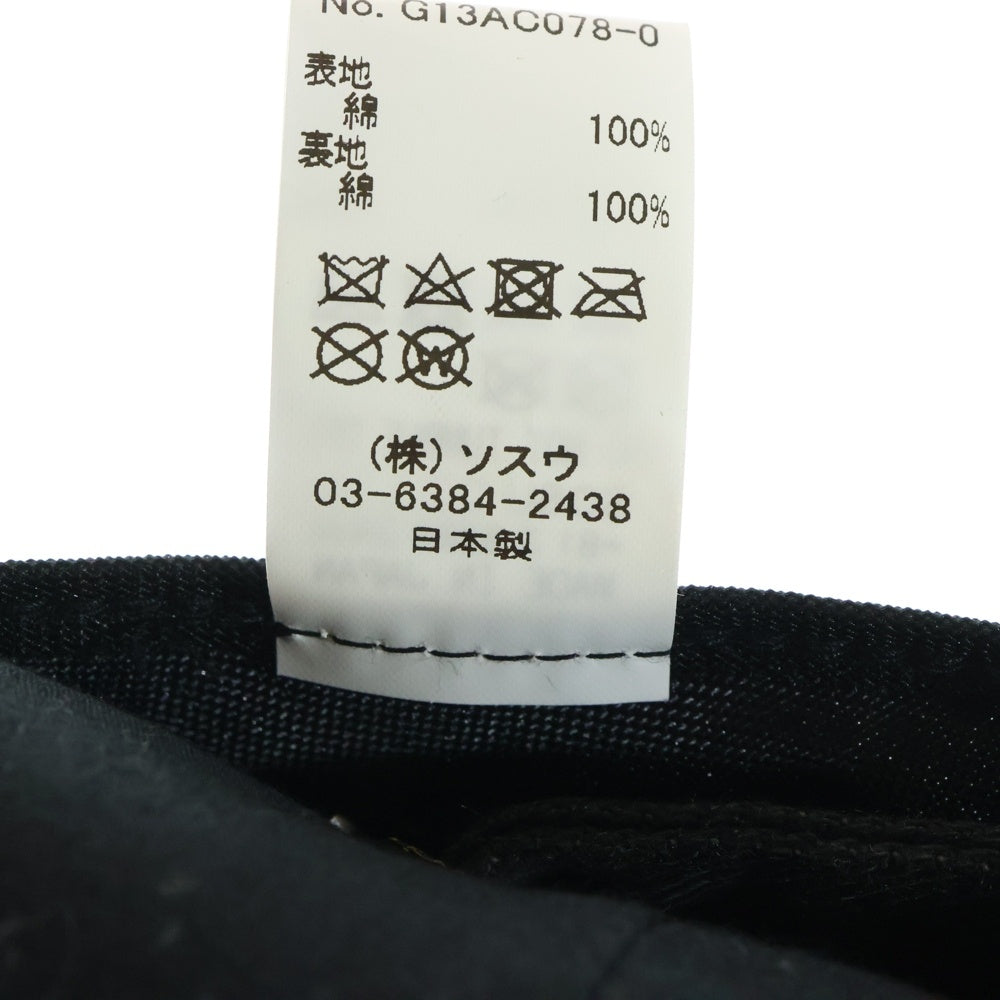 No. G13AC078-0
表地
綿 100%
裏地
綿 100%
(株)ソスウ
03-6384-2438
日本製